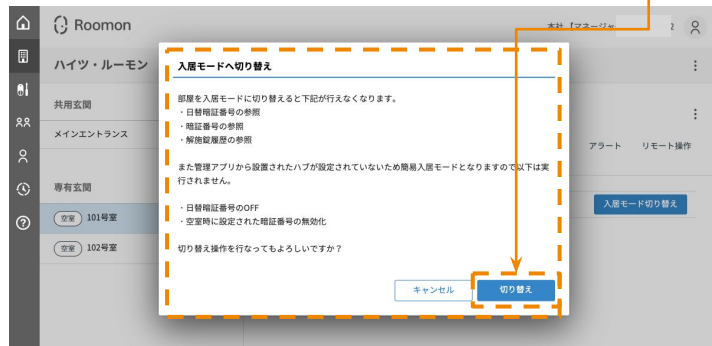 Roomon
本社【マネージャ 2
ハイツ・ルーモン
共用玄関
メインエントランス
専有玄関
空室 101号室
空室 102号室
アラート リモート操作
入居モード切り替え
入居モードへ切り替え
部屋を入居モードに切り替えると下記が行えなくなります。
・日替暗証番号の参照
・暗証番号の参照
・解施錠履歴の参照
また管理アプリから設置されたハブが設定されていないため簡易入居モードとなりますので以下は実
行されません。
・日替暗証番号のOFF
・空室時に設定された暗証番号の無効化
切り替え操作を行なってもよろしいですか？
キャンセル 切り替え